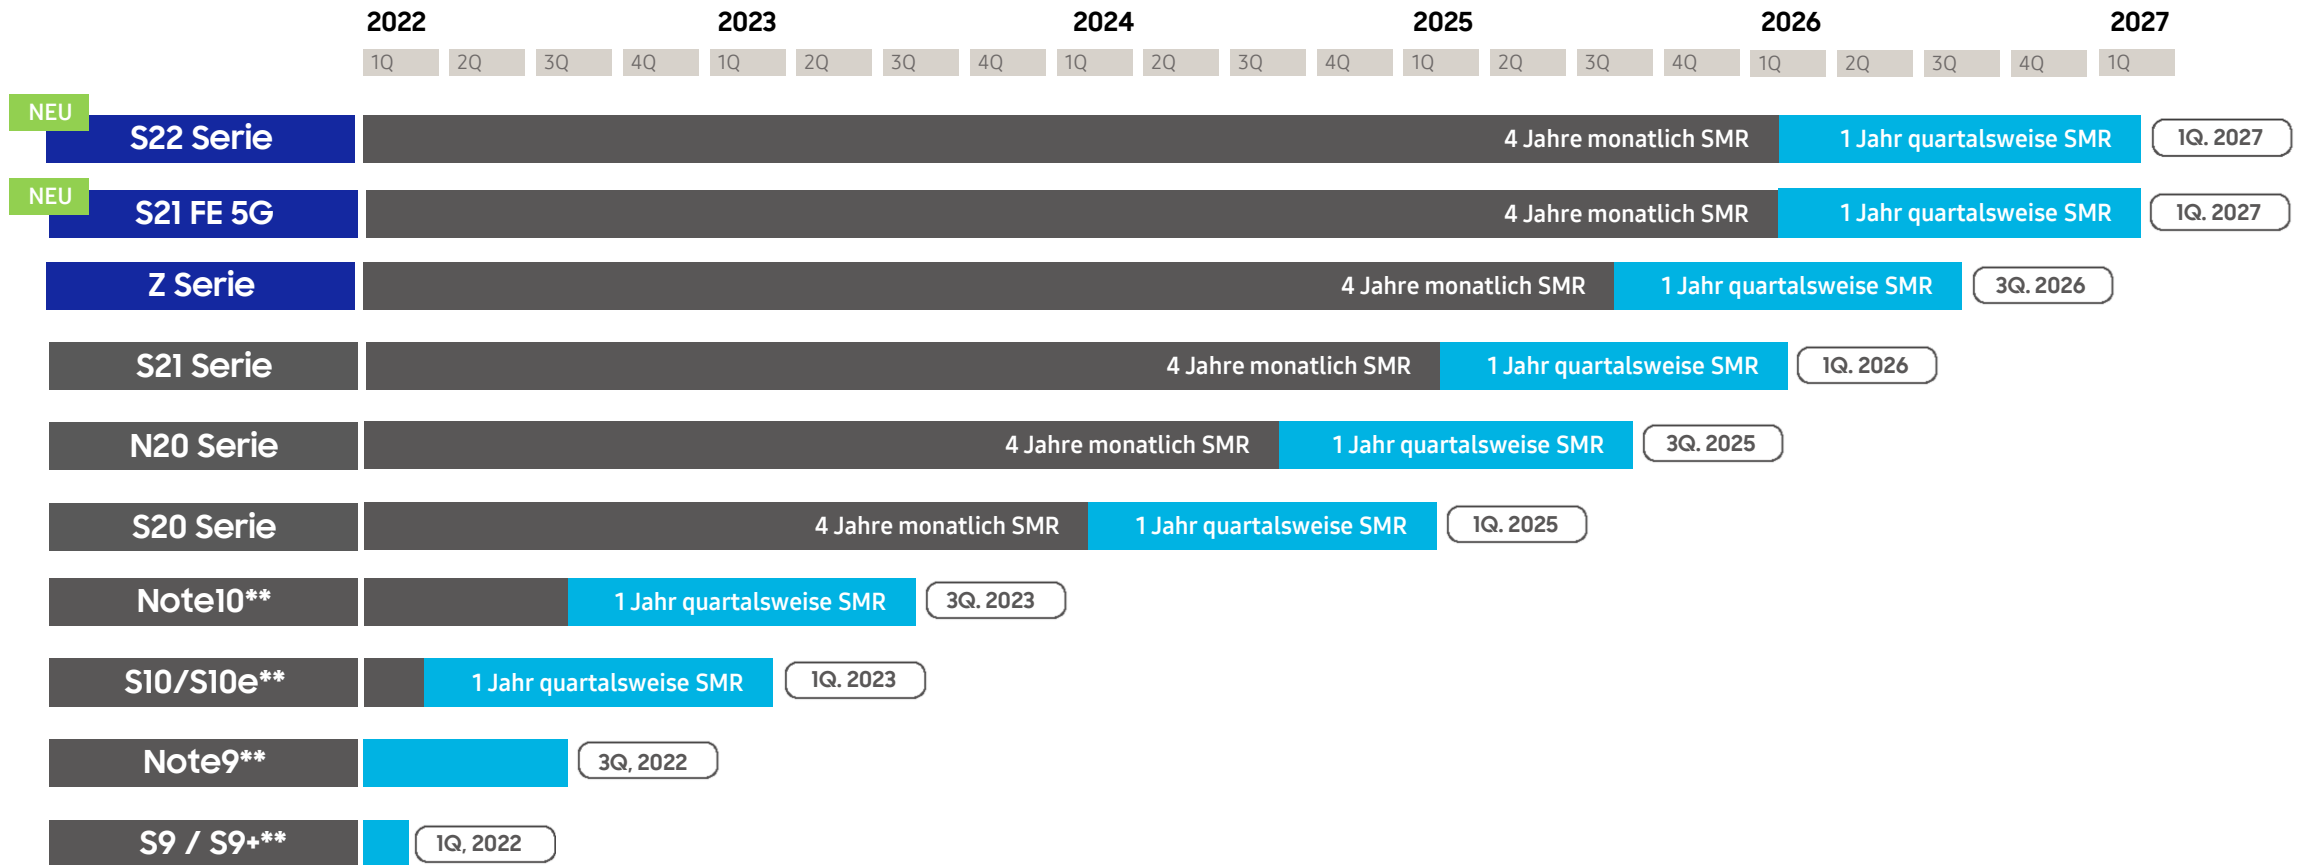 2022 2023 2024 2025 2026 2027
1Q 2Q 3Q 4Q 1Q 2Q 3Q 4Q 1Q 2Q 3Q 4Q 1Q 2Q 3Q 4Q 1Q 2Q 3Q 4Q 1Q
NEU
S22 Serie 4 Jahre monatlich SMR 1 Jahr quartalsweise SMR 1Q. 2027
NEU
S21 FE 5G 4 Jahre monatlich SMR 1 Jahr quartalsweise SMR 1Q. 2027
Z Serie 4 Jahre monatlich SMR 1 Jahr quartalsweise SMR 3Q. 2026
S21 Serie 4 Jahre monatlich SMR 1 Jahr quartalsweise SMR 1Q. 2026
N20 Serie 4 Jahre monatlich SMR 1 Jahr quartalsweise SMR 3Q. 2025
S20 Serie 4 Jahre monatlich SMR 1 Jahr quartalsweise SMR 1Q. 2025
Note10** 1 Jahr quartalsweise SMR 3Q. 2023
S10/S10e** 1 Jahr quartalsweise SMR 1Q. 2023
Note9** 3Q, 2022
S9 / S9+** 1Q, 2022